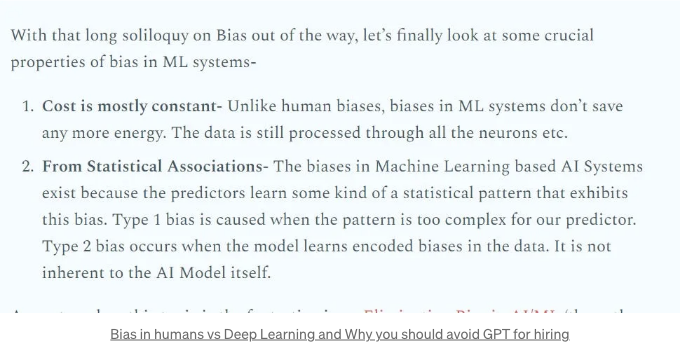 With that long soliloquy on Bias out of the way, let's finally look at some crucial
properties of bias in ML systems-
1. Cost is mostly constant- Unlike human biases, biases in ML systems don't save
any more energy. The data is still processed through all the neurons etc.
2. From Statistical Associations- The biases in Machine Learning based AI Systems
exist because the predictors learn some kind of a statistical pattern that exhibits
this bias. Type 1 bias is caused when the pattern is too complex for our predictor.
Type 2 bias occurs when the model learns encoded biases in the data. It is not
inherent to the AI Model itself.
Bias in humans vs Deep Learning and Why you should avoid GPT for hiring